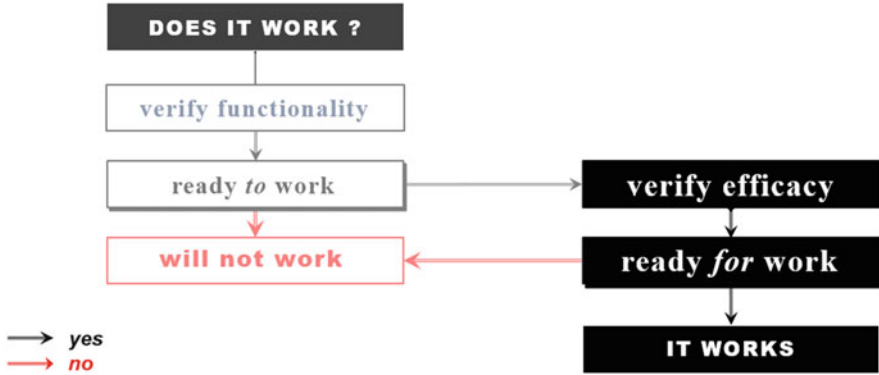 DOES IT WORK ?
verify functionality
ready to work
verify efficacy
will not work
ready for work
IT WORKS
yes
no